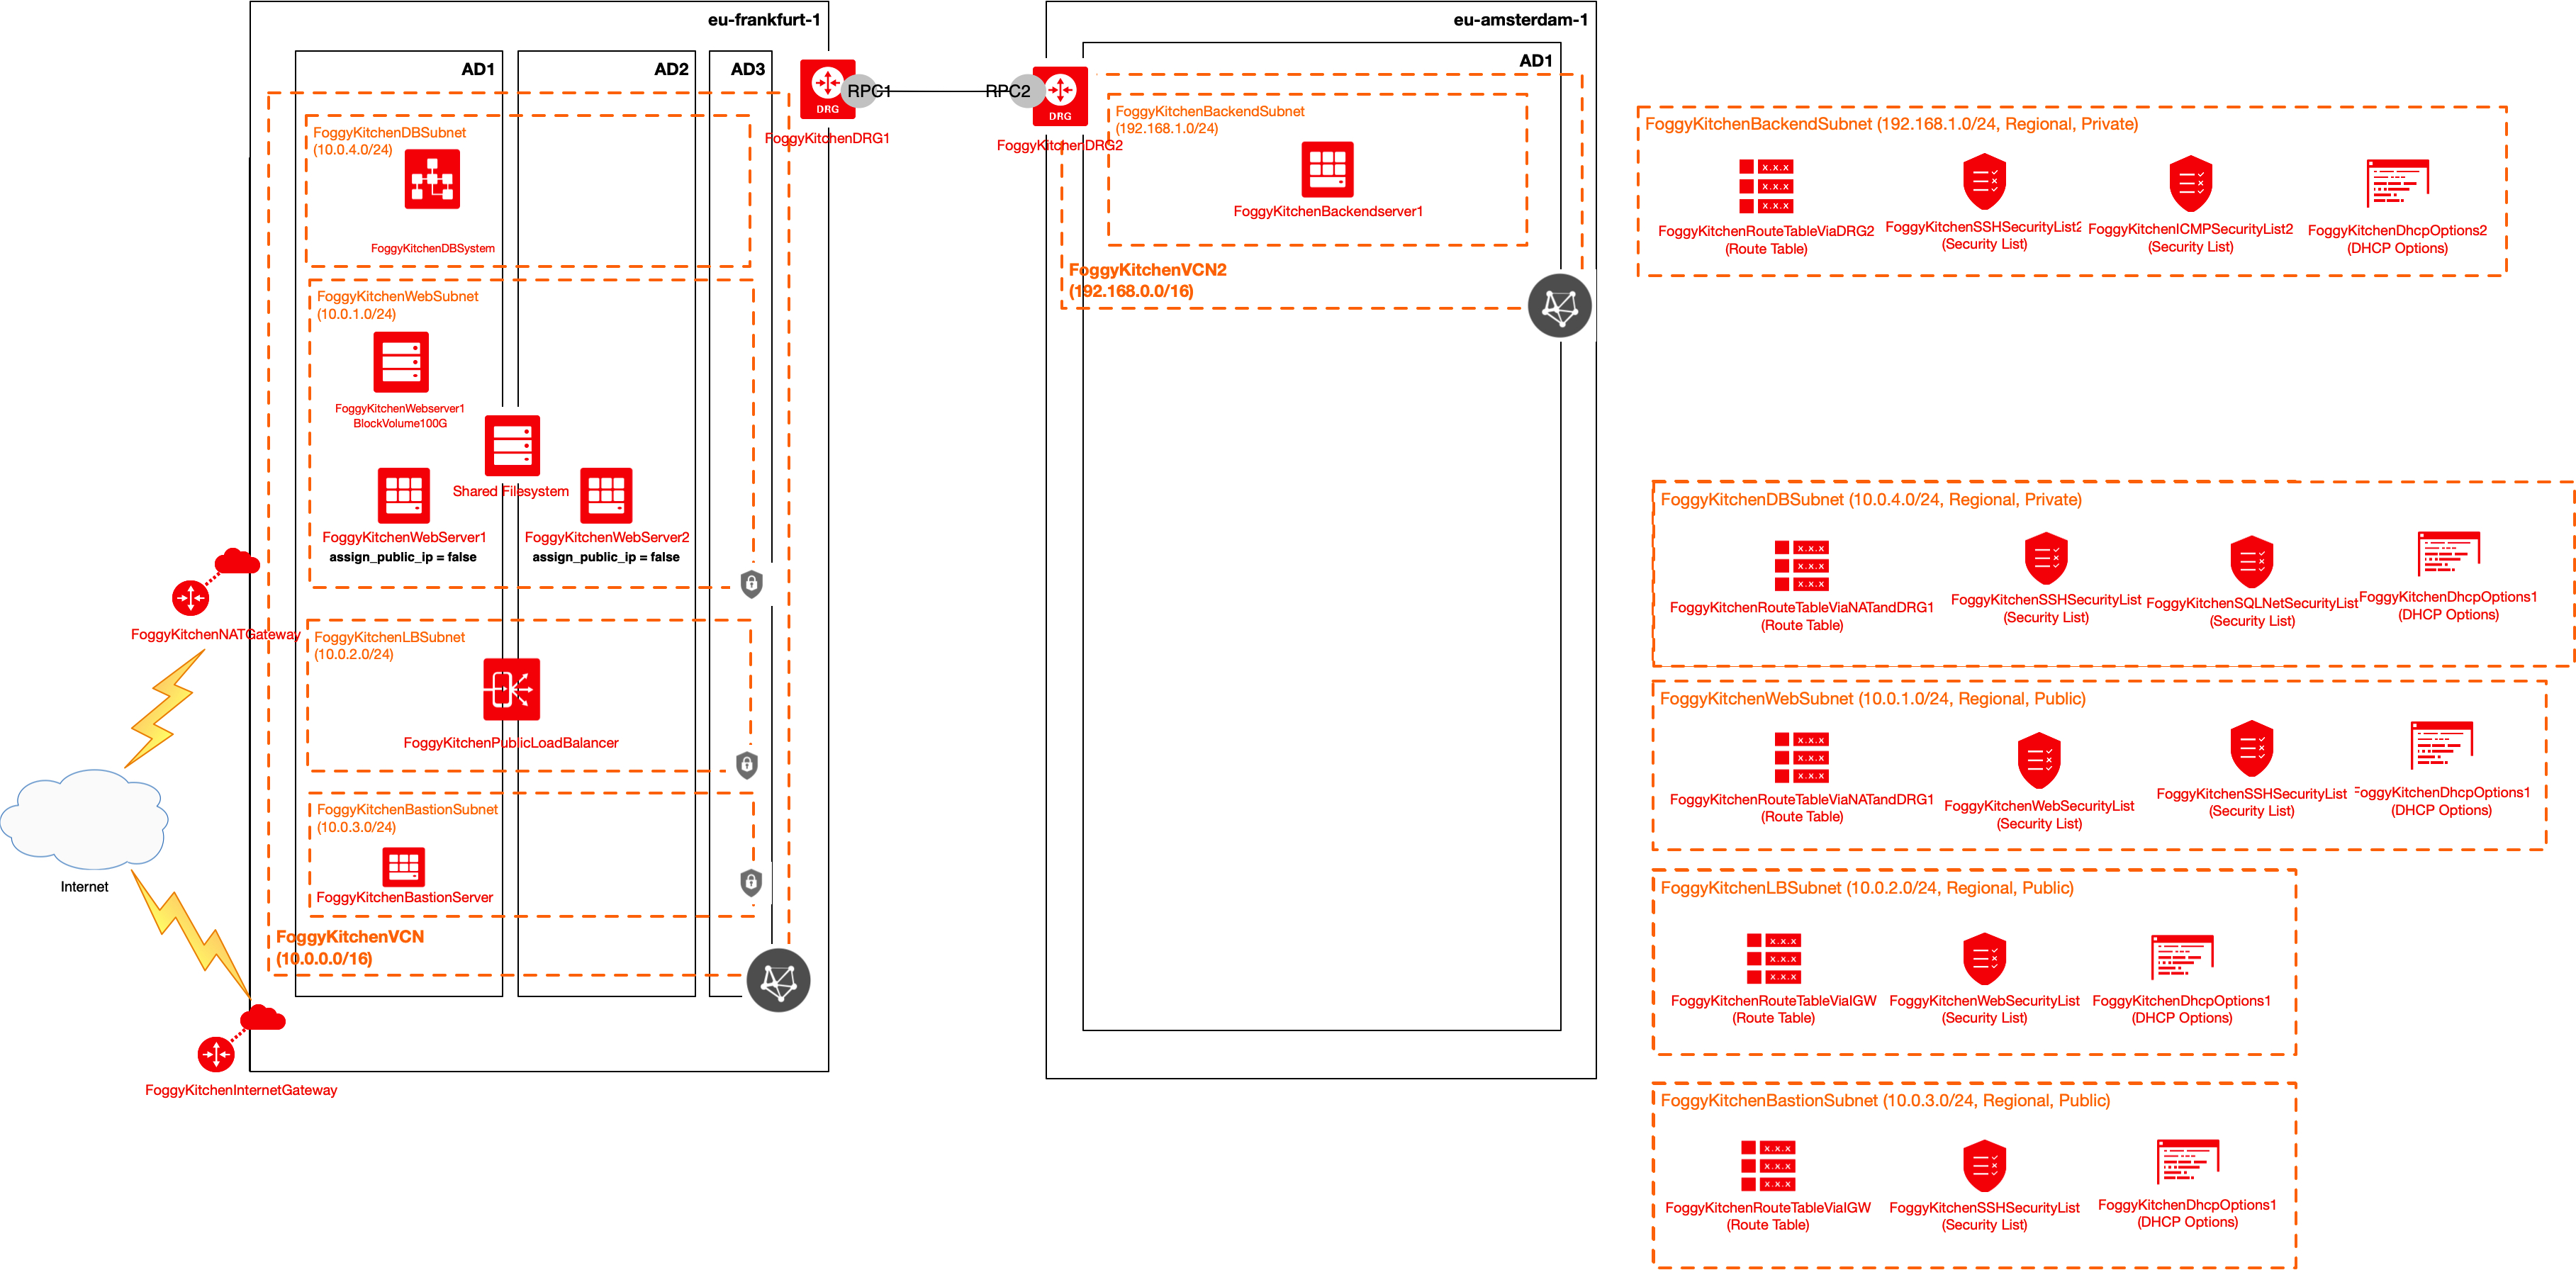 eu-frankfurt-1
AD1
AD2
AD3
FoggyKitchenDBSubnet
(10.0.4.0/24)
FoggyKitchenDBSystem
FoggyKitchenWebSubnet
(10.0.1.0/24)
FoggyKitchenWebserver1
BlockVolume100G
Shared Filesystem
FoggyKitchenWebServer1
assign_public_ip = false
FoggyKitchenWebServer2
assign_public_ip = false
FoggyKitchenNATGateway
FoggyKitchenLBSubnet
(10.0.2.0/24)
FoggyKitchenPublicLoadBalancer
FoggyKitchenBastionSubnet
(10.0.3.0/24)
FoggyKitchenBastionServer
FoggyKitchenVCN
(10.0.0.0/16)
Internet
FoggyKitchenInternetGateway
DRG
RPC1
FoggyKitchenDRG1
RPC2
DRG
FoggyKitchenDRG2
eu-amsterdam-1
AD1
FoggyKitchenBackendSubnet
(192.168.1.0/24)
FoggyKitchenBackendserver1
FoggyKitchenVCN2
(192.168.0.0/16)
FoggyKitchenBackendSubnet (192.168.1.0/24, Regional, Private)
x.x.x
x.x.x
x.x.x
FoggyKitchenRouteTableViaDRG2
(Route Table)
FoggyKitchenSSHSecurityList2
(Security List)
FoggyKitchenICMPSecurityList2
(Security List)
FoggyKitchenDhcpOptions2
(DHCP Options)
FoggyKitchenDBSubnet (10.0.4.0/24, Regional, Private)
x.x.x
x.x.x
x.x.x
FoggyKitchenRouteTableViaNATandDRG1
(Route Table)
FoggyKitchenSSHSecurityList
(Security List)
FoggyKitchenSQLNetSecurityList
(Security List)
FoggyKitchenDhcpOptions1
(DHCP Options)
FoggyKitchenWebSubnet (10.0.1.0/24, Regional, Public)
x.x.x
x.x.x
x.x.x
FoggyKitchenRouteTableViaNATandDRG1
(Route Table)
FoggyKitchenWebSecurityList
(Security List)
FoggyKitchenSSHSecurityList
(Security List)
FoggyKitchenDhcpOptions1
(DHCP Options)
FoggyKitchenLBSubnet (10.0.2.0/24, Regional, Public)
x.x.x
x.x.x
x.x.x
FoggyKitchenRouteTableViaIGW
(Route Table)
FoggyKitchenWebSecurityList
(Security List)
FoggyKitchenDhcpOptions1
(DHCP Options)
FoggyKitchenBastionSubnet (10.0.3.0/24, Regional, Public)
x.x.x
x.x.x
x.x.x
FoggyKitchenRouteTableViaIGW
(Route Table)
FoggyKitchenSSHSecurityList
(Security List)
FoggyKitchenDhcpOptions1
(DHCP Options)